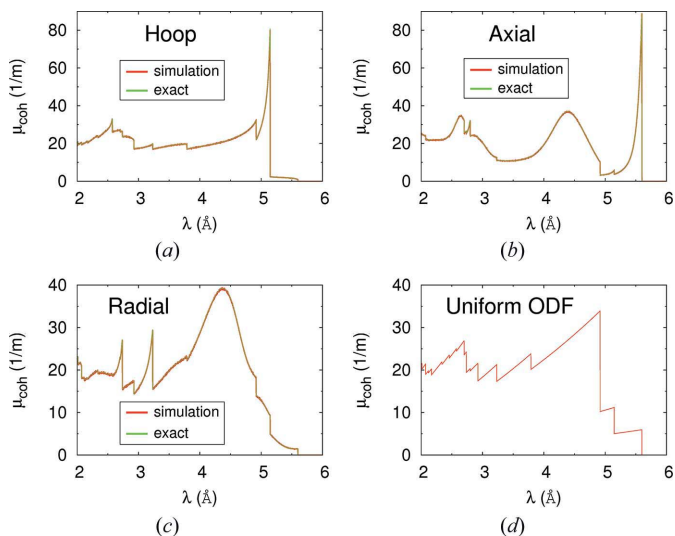 Hoop
simulation
exact
μcoh (1/m)
0 20 40 60 80
2 3 4 5 6
λ (Å)
(a)
Axial
simulation
exact
μcoh (1/m)
0 20 40 60 80
2 3 4 5 6
λ (Å)
(b)
Radial
simulation
exact
μcoh (1/m)
0 10 20 30 40
2 3 4 5 6
λ (Å)
(c)
Uniform ODF
μcoh (1/m)
0 10 20 30 40
2 3 4 5 6
λ (Å)
(d)